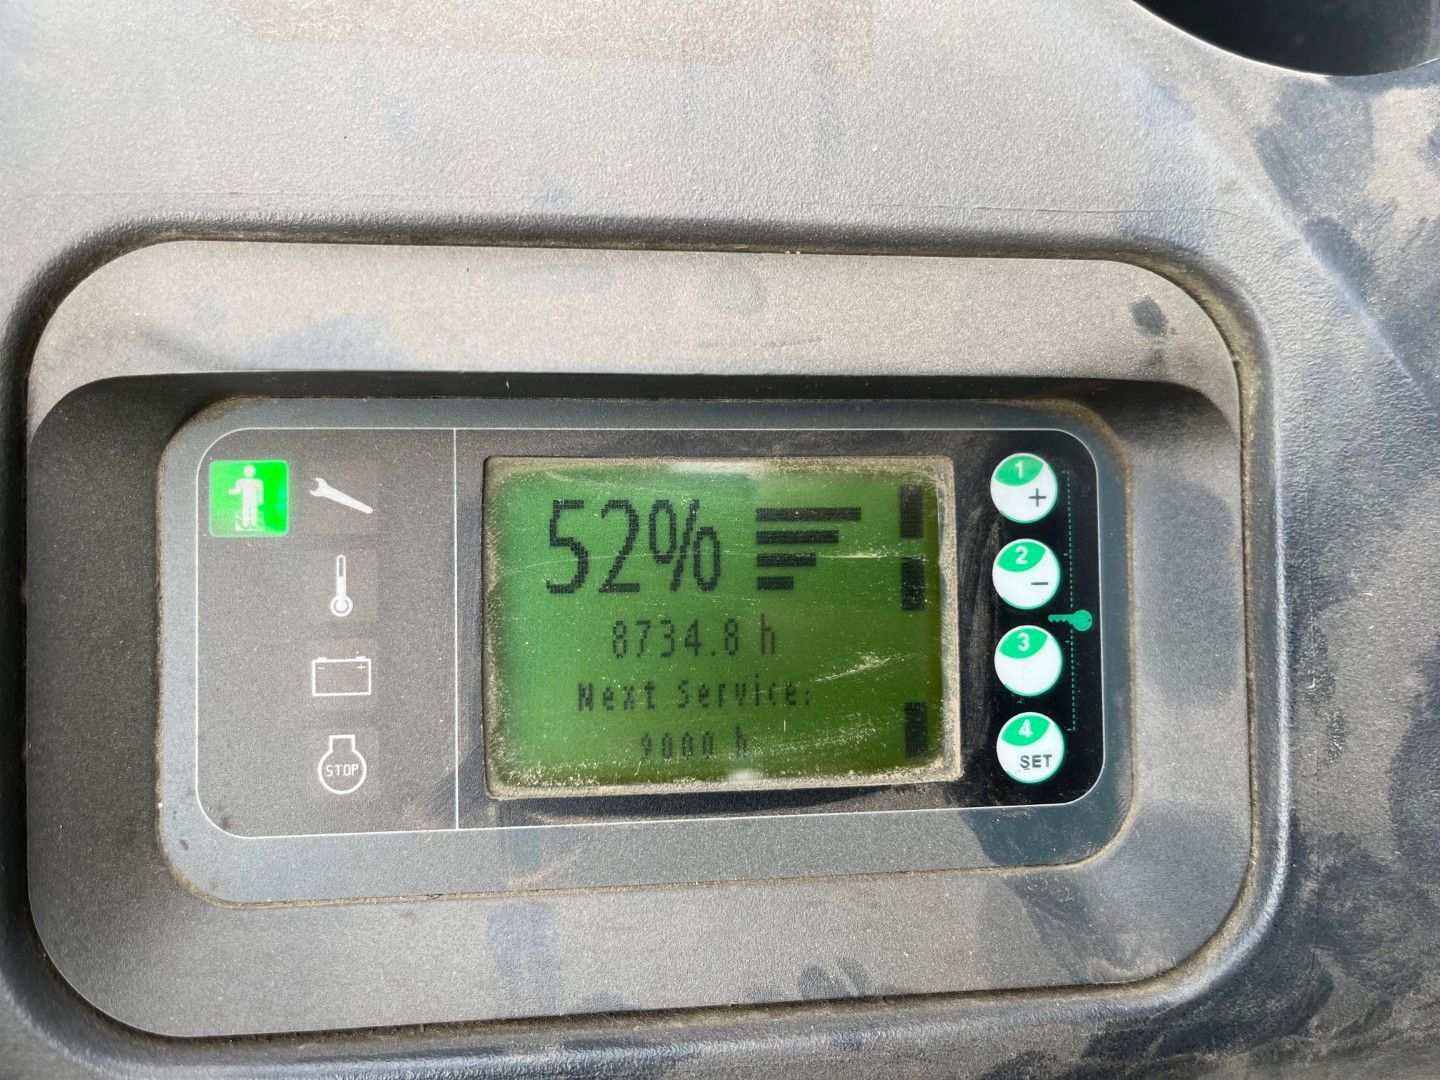 52%
8734.8 h
Next Service:
9000 h
1
+
2
−
3
4
SET
STOP